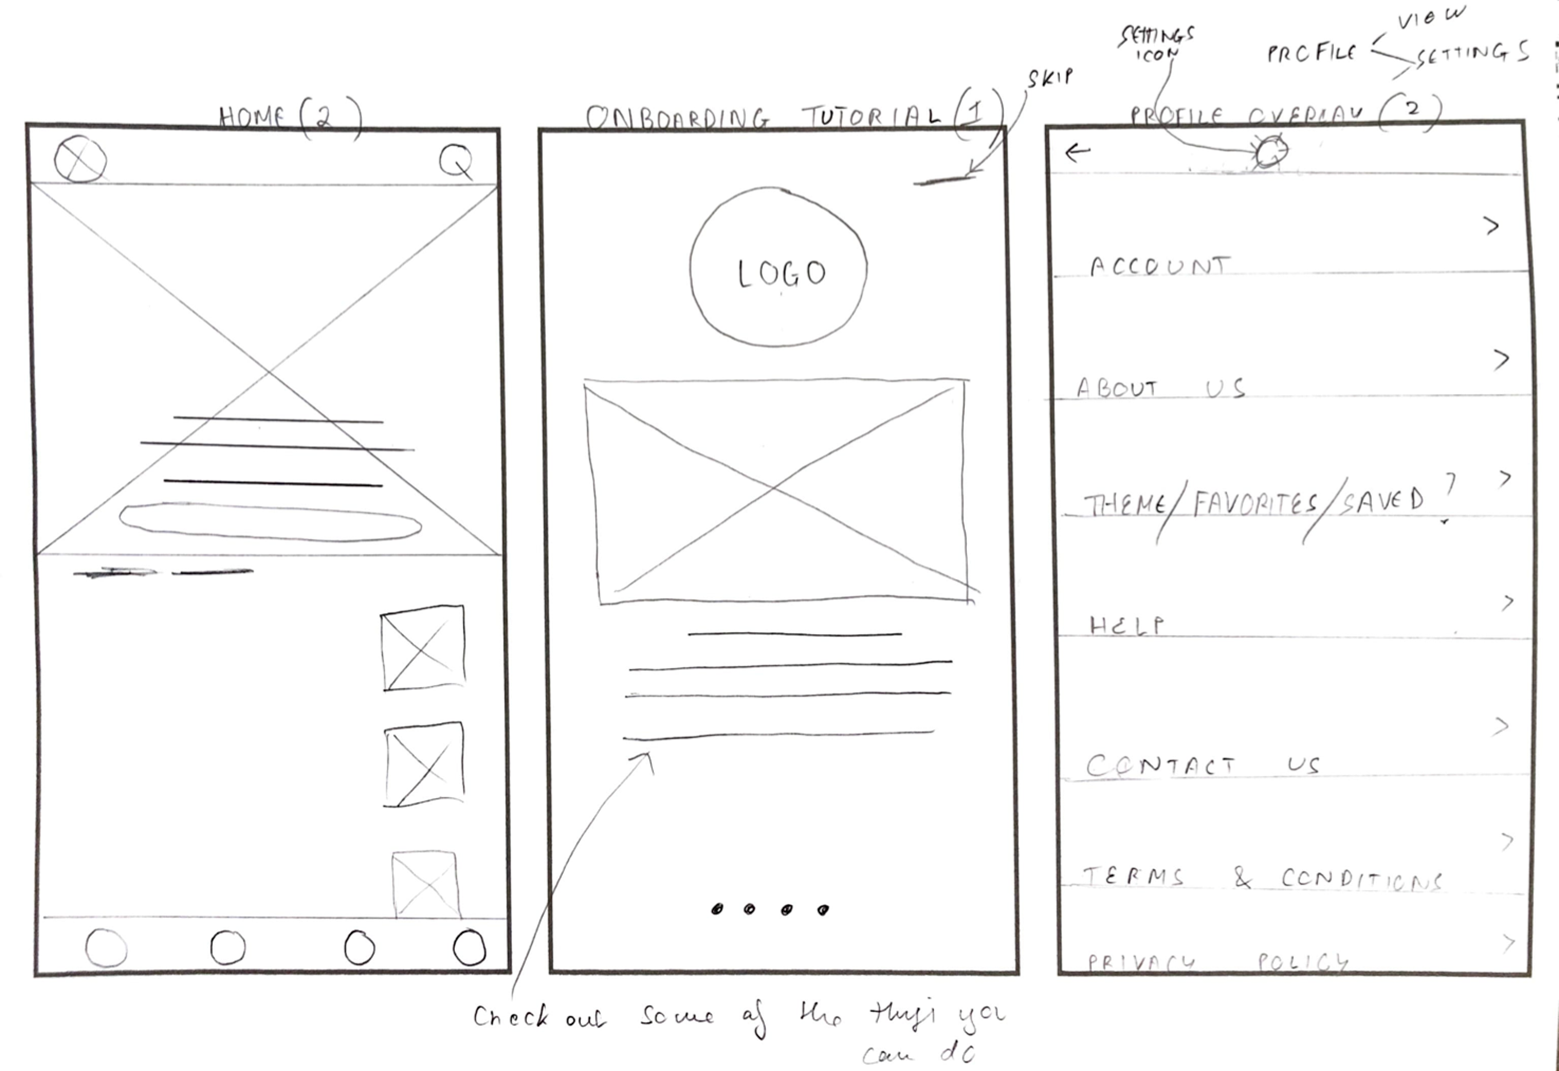 HOME (2)
ONBOARDING TUTORIAL (1)
SKIP
SETTINGS
ICON
PROFILE
VIEW
SETTINGS
PROFILE OVERLAY (2)
LOGO
ACCOUNT
ABOUT US
THEME/FAVORITES/SAVED ?
HELP
CONTACT US
TERMS & CONDITIONS
PRIVACY POLICY
Check out some of the things you
can do